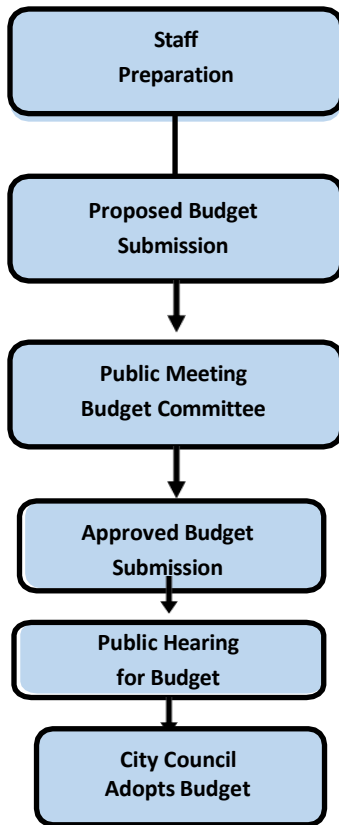 Staff
Preparation
Proposed Budget
Submission
Public Meeting
Budget Committee
Approved Budget
Submission
Public Hearing
for Budget
City Council
Adopts Budget